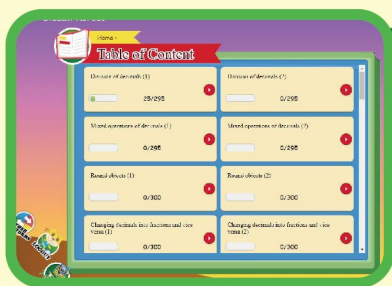 Home >
Table of Content
Division of decimals (1)
25/295
Division of decimals (2)
0/295
Mixed operations of decimals (1)
0/295
Mixed operations of decimals (2)
0/295
Round objects (1)
0/300
Round objects (2)
0/300
Changing decimals into fractions and vice
versa (1)
0/300
Changing decimals into fractions and vice
versa (2)
0/300